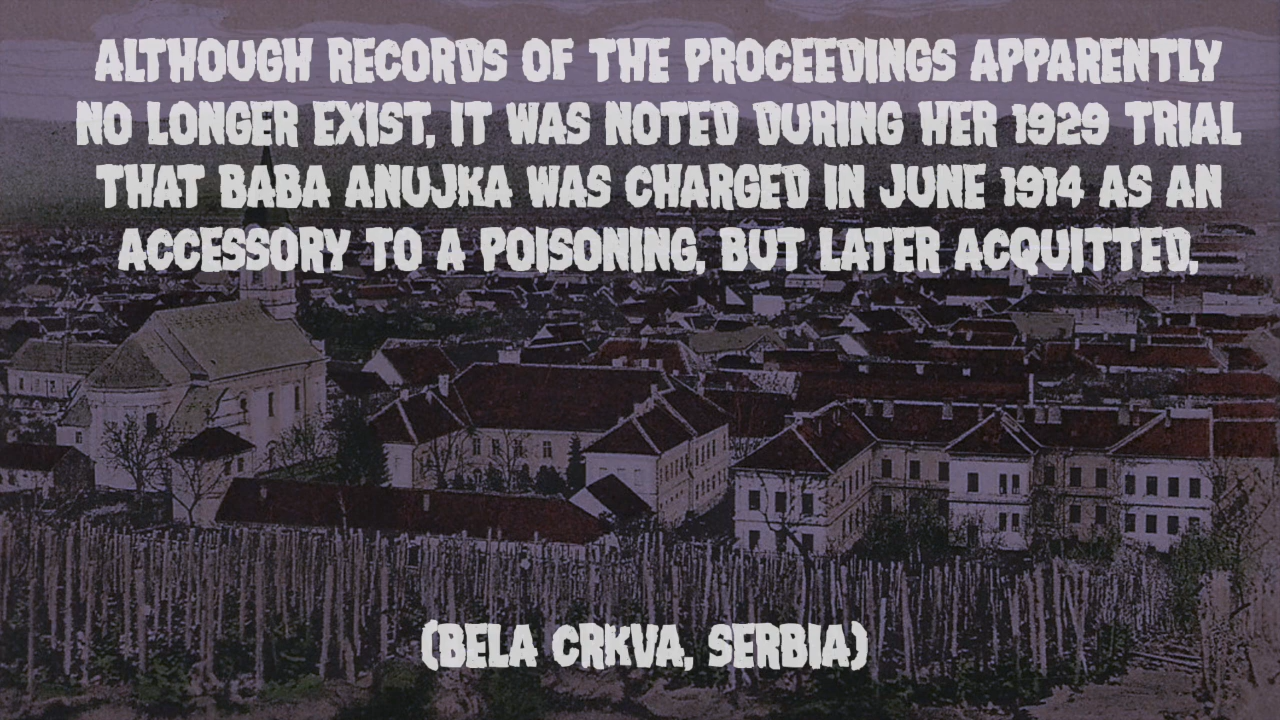 ALTHOUGH RECORDS OF THE PROCEEDINGS APPARENTLY
NO LONGER EXIST, IT WAS NOTED DURING HER 1929 TRIAL
THAT BABA ANUJKA WAS CHARGED IN JUNE 1914 AS AN
ACCESSORY TO A POISONING, BUT LATER ACQUITTED.
(BELA CRKVA, SERBIA)